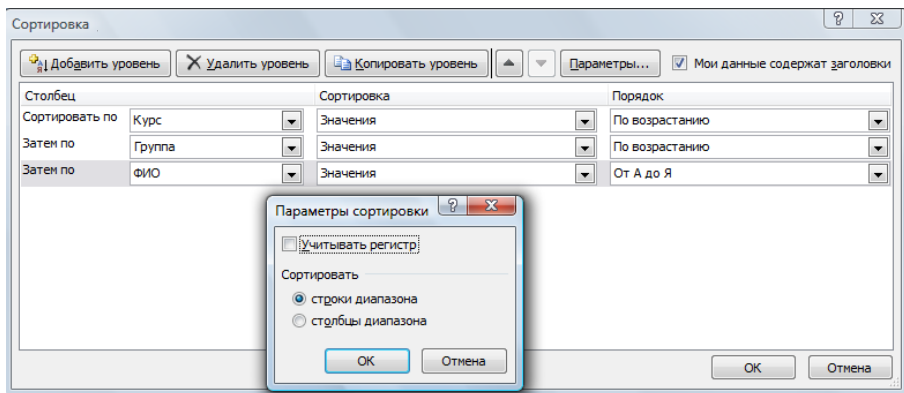 Сортировка
Добавить уровень Удалить уровень Копировать уровень Параметры... Мои данные содержат заголовки
Столбец Сортировка Порядок
Сортировать по Курс Значения По возрастанию
Затем по Группа Значения По возрастанию
Затем по ФИО Значения От А до Я
Параметры сортировки
Учитывать регистр
Сортировать
строки диапазона
столбцы диапазона
ОК Отмена
ОК Отмена